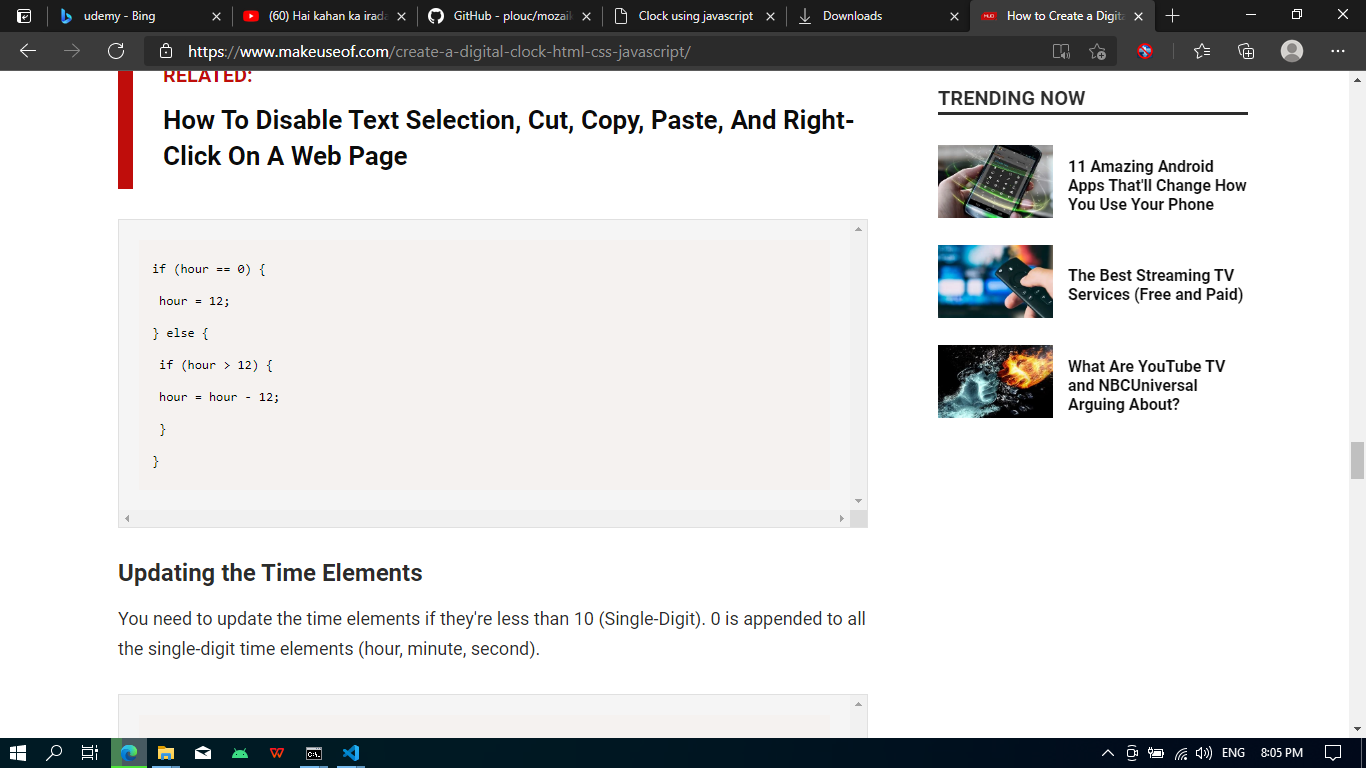 udemy - Bing
(60) Hai kahan ka irada
GitHub - plouc/mozaik
Clock using javascript
Downloads
MUO
How to Create a Digita
https://www.makeuseof.com/create-a-digital-clock-html-css-javascript/
RELATED:
How To Disable Text Selection, Cut, Copy, Paste, And Right-
Click On A Web Page
if (hour == 0) {
hour = 12;
} else {
if (hour > 12) {
hour = hour - 12;
}
}
Updating the Time Elements
You need to update the time elements if they're less than 10 (Single-Digit). 0 is appended to all
the single-digit time elements (hour, minute, second).
TRENDING NOW
11 Amazing Android
Apps That'll Change How
You Use Your Phone
The Best Streaming TV
Services (Free and Paid)
What Are YouTube TV
and NBCUniversal
Arguing About?
ENG
8:05 PM